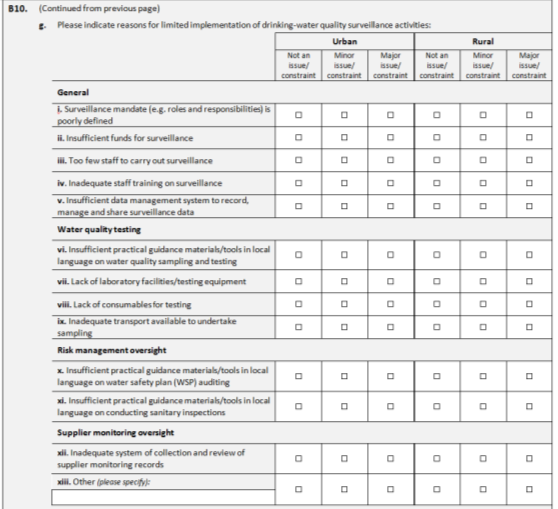 B10. (Continued from previous page)
g. Please indicate reasons for limited implementation of drinking-water quality surveillance activities:
Urban Rural
Not an issue/ constraint Minor issue/ constraint Major issue/ constraint Not an issue/ constraint Minor issue/ constraint Major issue/ constraint
General
i. Surveillance mandate (e.g. roles and responsibilities) is
poorly defined
ii. Insufficient funds for surveillance
iii. Too few staff to carry out surveillance
iv. Inadequate staff training on surveillance
v. Insufficient data management system to record,
manage and share surveillance data
Water quality testing
vi. Insufficient practical guidance materials/tools in local
language on water quality sampling and testing
vii. Lack of laboratory facilities/testing equipment
viii. Lack of consumables for testing
ix. Inadequate transport available to undertake
sampling
Risk management oversight
x. Insufficient practical guidance materials/tools in local
language on water safety plan (WSP) auditing
xi. Insufficient practical guidance materials/tools in local
language on conducting sanitary inspections
Supplier monitoring oversight
xii. Inadequate system of collection and review of
supplier monitoring records
xiii. Other (please specify):